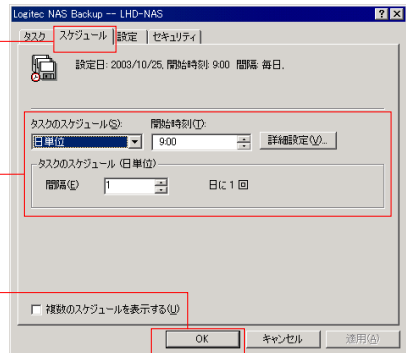 Logitec NAS Backup -- LHD-NAS
タスク スケジュール 設定 セキュリティ
設定日: 2003/10/25, 開始時刻: 9:00 間隔: 毎日。
タスクのスケジュール(S): 開始時刻(T):
日単位 9:00 詳細設定(V)...
タスクのスケジュール (日単位)
間隔(E) 1 日に 1 回
複数のスケジュールを表示する(U)
OK キャンセル 適用(A)